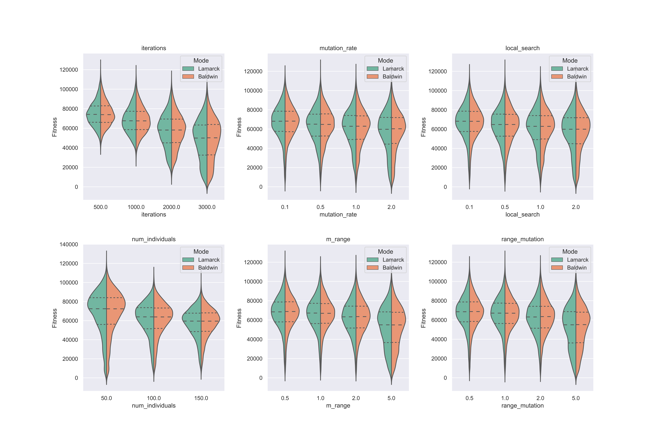 iterations
Mode
Lamarck
Baldwin
120000
100000
80000
60000
40000
20000
0
Fitness
500.0 1000.0 2000.0 3000.0
iterations
mutation_rate
Mode
Lamarck
Baldwin
120000
100000
80000
60000
40000
20000
0
Fitness
0.1 0.5 1.0 2.0
mutation_rate
local_search
Mode
Lamarck
Baldwin
120000
100000
80000
60000
40000
20000
0
Fitness
0.1 0.5 1.0 2.0
local_search
num_individuals
Mode
Lamarck
Baldwin
140000
120000
100000
80000
60000
40000
20000
0
Fitness
50.0 100.0 150.0
num_individuals
m_range
Mode
Lamarck
Baldwin
120000
100000
80000
60000
40000
20000
0
Fitness
0.5 1.0 2.0 5.0
m_range
range_mutation
Mode
Lamarck
Baldwin
120000
100000
80000
60000
40000
20000
0
Fitness
0.5 1.0 2.0 5.0
range_mutation